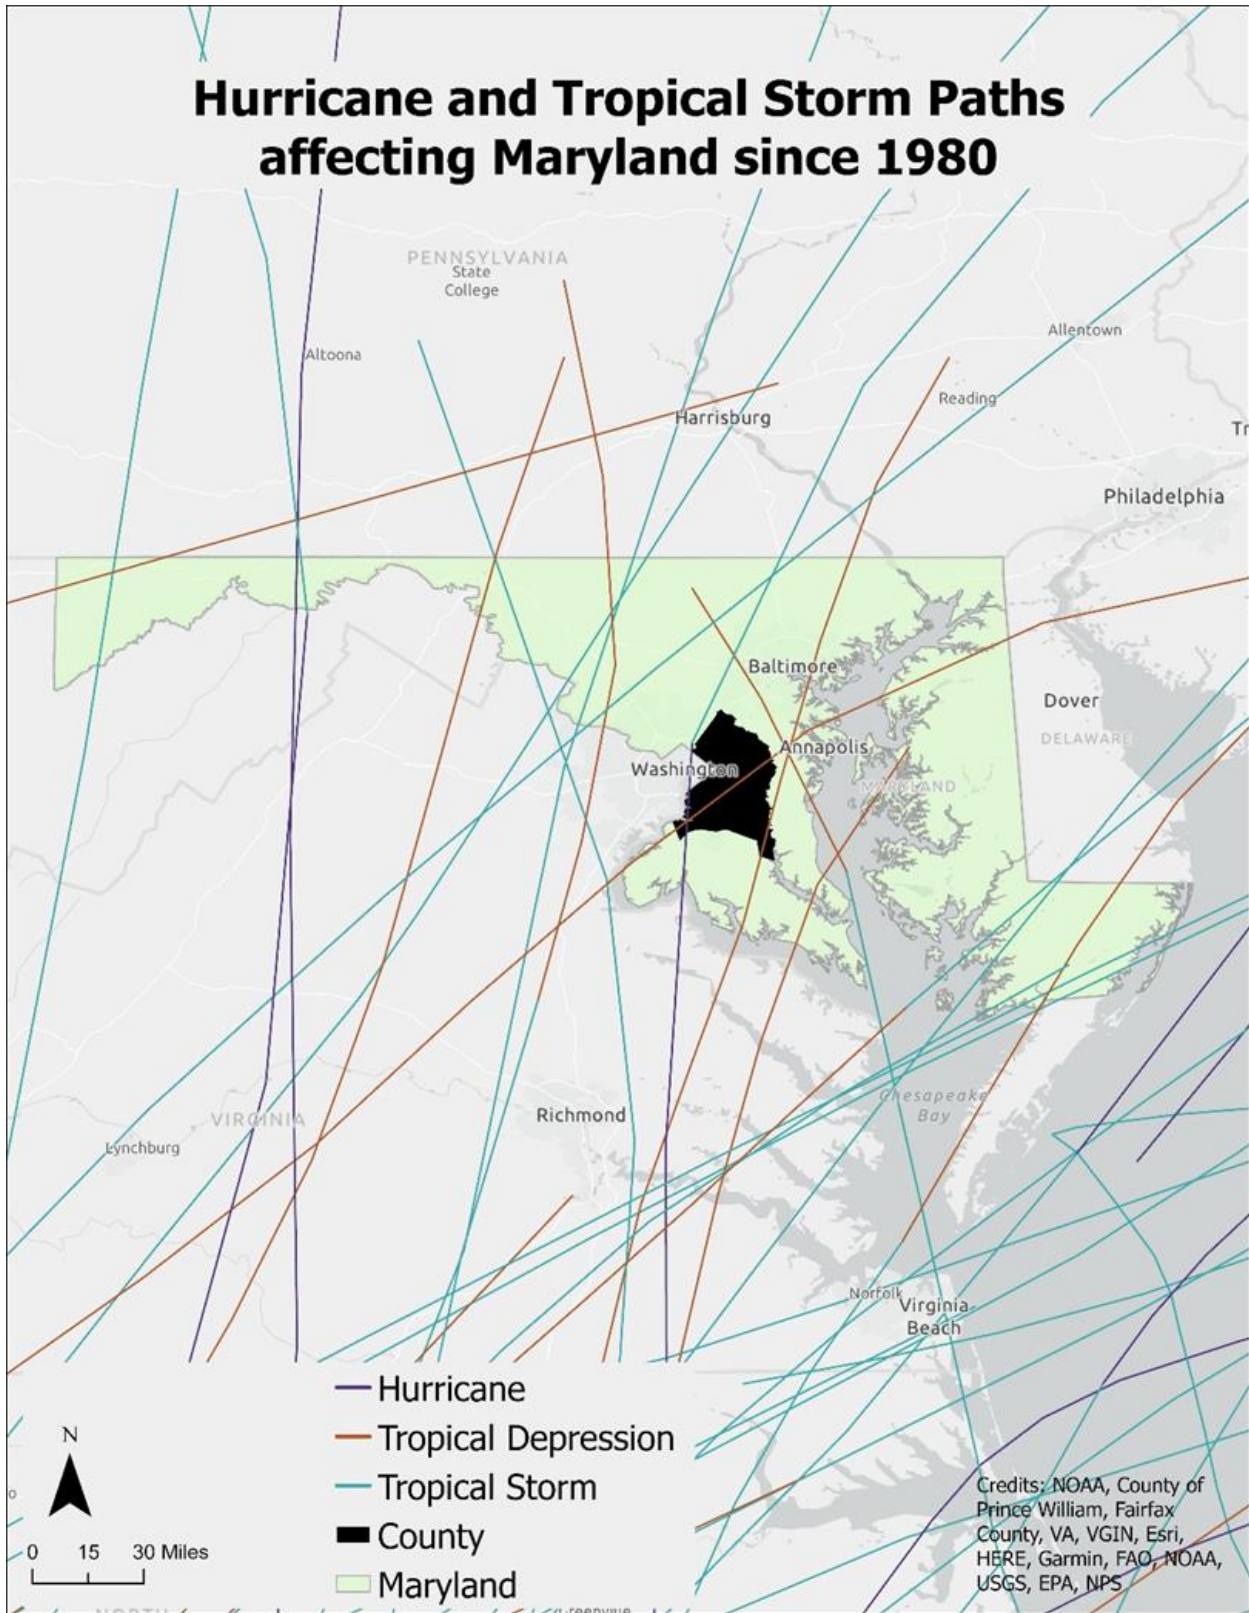 Hurricane and Tropical Storm Paths
affecting Maryland since 1980
PENNSYLVANIA
State
College
Altoona
Allentown
Reading
Harrisburg
Tr
Philadelphia
Baltimore
Dover
DELAWARE
Annapolis
Washington
MARYLAND
Chesapeake
Bay
Richmond
VIRGINIA
Lynchburg
Norfolk
Virginia
Beach
Hurricane
Tropical Depression
Tropical Storm
County
Maryland
N
0 15 30 Miles
Credits: NOAA, County of
Prince William, Fairfax
County, VA, VGIN, Esri,
HERE, Garmin, FAO, NOAA,
USGS, EPA, NPS
NORTH
Greenville